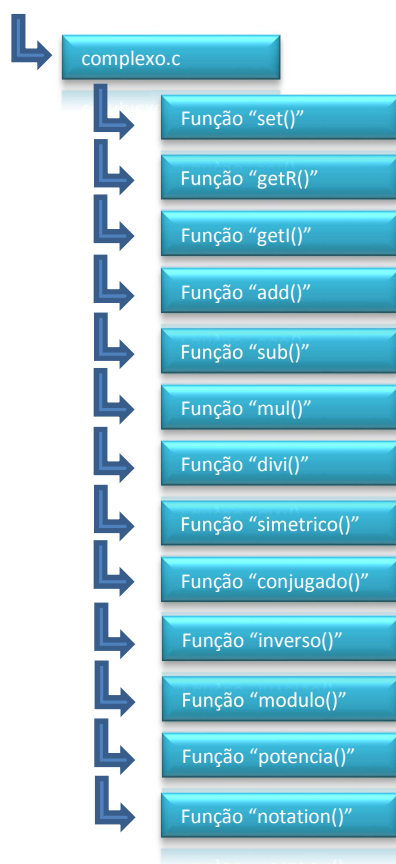 complexo.c
Função “set()”
Função “getR()”
Função “getI()”
Função “add()”
Função “sub()”
Função “mul()”
Função “divi()”
Função “simetrico()”
Função “conjugado()”
Função “inverso()”
Função “modulo()”
Função “potencia()”
Função “notation()”